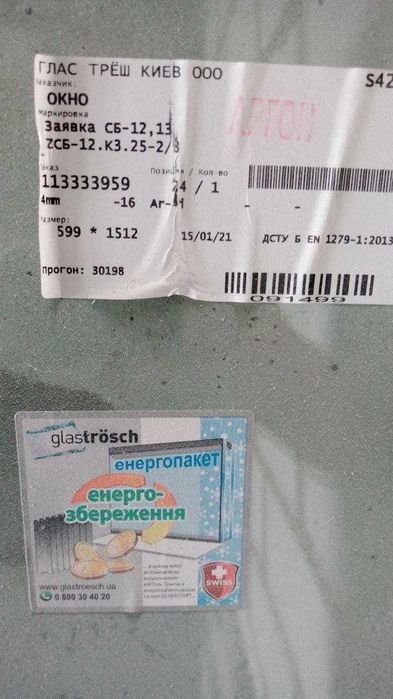 ГЛАС ТРЁШ КИЕВ ООО
S42
Заказчик:
ОКНО
Маркировка
Заявка СБ-12,13
ZСБ-12.К3.25-2/3
АРГОН
Заказ
Позиция / Кол во
113333959
24 / 1
4mm -16 Ar-4 - -
Размер:
599 * 1512
15/01/21
ДСТУ Б EN 1279-1:2013
прогон: 30198
091499
glaströsch
енергопакет
енерго-
збереження
www.glastroesch.ua
0 800 30 40 20
SWISS